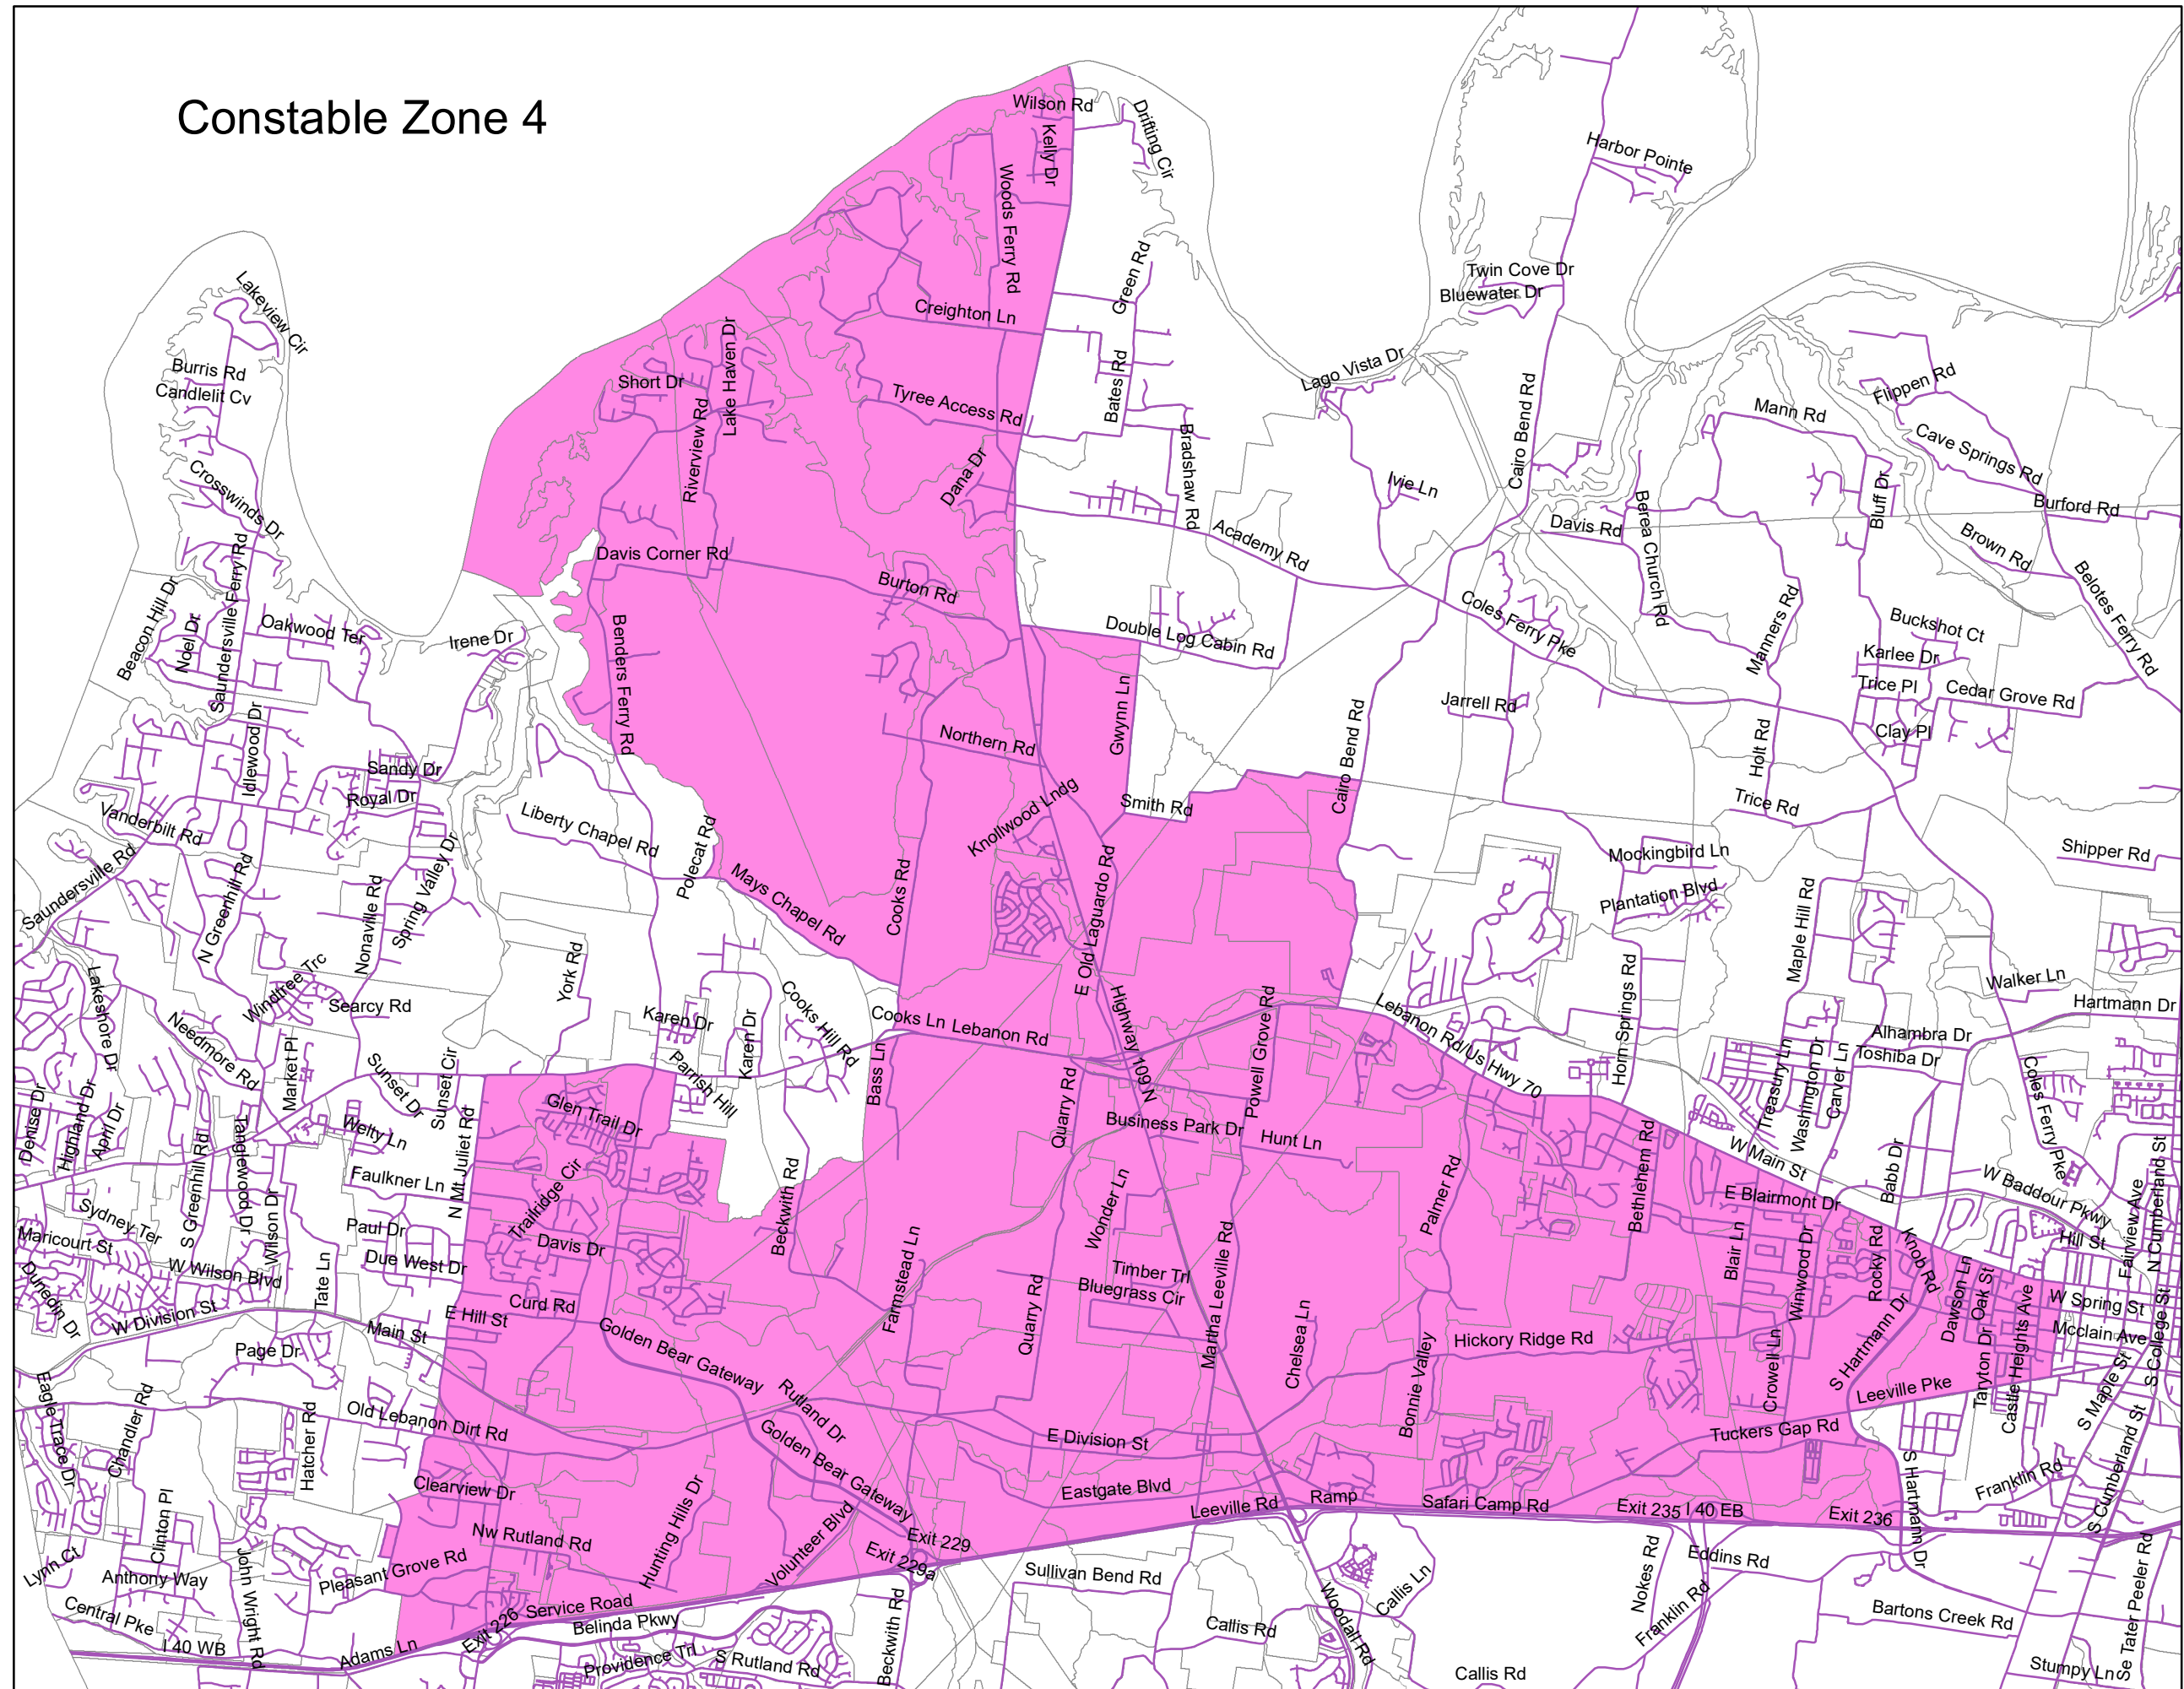 Constable Zone 4
Wilson Rd
Kelly Dr
Drifting Cir
Woods Ferry Rd
Harbor Pointe
Green Rd
Creighton Ln
Twin Cove Dr
Bluewater Dr
Lakeview Cir
Burris Rd
Candlelit Cv
Short Dr
Lake Haven Dr
Riverview Rd
Tyree Access Rd
Bates Rd
Lago Vista Dr
Cairo Bend Rd
Flippen Rd
Mann Rd
Cave Springs Rd
Crosswinds Dr
Dana Dr
Bradshaw Rd
Ivie Ln
Bluff Dr
Burford Rd
Davis Rd
Berea Church Rd
Brown Rd
Saundersville Ferry Rd
Davis Corner Rd
Burton Rd
Academy Rd
Belotes Ferry Rd
Beacon Hill Dr
Noel Dr
Oakwood Ter
Irene Dr
Benders Ferry Rd
Double Log Cabin Rd
Coles Ferry Pke
Manners Rd
Buckshot Ct
Karlee Dr
Trice Pl
Cedar Grove Rd
Clay Pl
Jarrell Rd
Gwynn Ln
Cairo Bend Rd
Holt Rd
Trice Rd
Idlewood Dr
Sandy Dr
Royal Dr
Northern Rd
Knollwood Lndg
Smith Rd
Vanderbilt Rd
Liberty Chapel Rd
Polecat Rd
Mays Chapel Rd
Cooks Rd
E Old Laguardo Rd
Mockingbird Ln
Plantation Blvd
Shipper Rd
Saundersville Rd
N Greenhill Rd
Nonaville Rd
Spring Valley Dr
Maple Hill Rd
Lakeshore Dr
Windtree Trc
Searcy Rd
York Rd
Karen Dr
Karen Dr
Cooks Hill Rd
Cooks Ln Lebanon Rd
Highway 109 N
Powell Grove Rd
Lebanon Rd/Us Hwy 70
Horn Springs Rd
Walker Ln
Hartmann Dr
Alhambra Dr
Toshiba Dr
Needmore Rd
Market Pl
Sunset Dr
Sunset Cir
Parrish Hill
Bass Ln
Quarry Rd
Business Park Dr
Hunt Ln
Treasury Ln
Washington Dr
Carver Ln
Coles Ferry Pke
Denise Dr
Highland Dr
April Dr
S Greenhill Rd
Tanglewood Dr
Welty Ln
Faulkner Ln
N Mt Juliet Rd
Glen Trail Dr
Trailridge Cir
Beckwith Rd
Palmer Rd
Bethlehem Rd
W Main St
E Blairmont Dr
Babb Dr
W Baddour Pkwy
Fairview Ave
N Cumberland St
Hill St
Sydney Ter
Maricourt St
Dunedin Dr
W Wilson Blvd
Wilson Dr
Paul Dr
Due West Dr
Tate Ln
Davis Dr
Curd Rd
E Hill St
Farmstead Ln
Wonder Ln
Timber Trl
Bluegrass Cir
Quarry Rd
Martha Leeville Rd
Chelsea Ln
Bonnie Valley
Hickory Ridge Rd
Blair Ln
Winwood Dr
Crowell Ln
Rocky Rd
Knob Rd
S Hartmann Dr
Dawson Ln
Oak St
Taryton Dr
Castle Heights Ave
W Spring St
Mcclain Ave
S College St
S Maple St
W Division St
Main St
Page Dr
Golden Bear Gateway
Rutland Dr
Golden Bear Gateway
Leeville Pke
Tuckers Gap Rd
Eagle Trace Dr
Chandler Rd
Hatcher Rd
Old Lebanon Dirt Rd
E Division St
Eastgate Blvd
Clearview Dr
Hunting Hills Dr
Volunteer Blvd
Leeville Rd
Ramp
Safari Camp Rd
Exit 235
I 40 EB
Exit 236
S Hartmann Dr
Franklin Rd
S Cumberland St
Clinton Pl
Lynn Ct
Anthony Way
John Wright Rd
Pleasant Grove Rd
Nw Rutland Rd
Exit 229
Exit 229a
Sullivan Bend Rd
Callis Ln
Nokes Rd
Eddins Rd
Franklin Rd
Central Pke
I 40 WB
Adams Ln
Exit 226
Service Road
Belinda Pkwy
Providence Trl
S Rutland Rd
Beckwith Rd
Callis Rd
Woodall Rd
Callis Rd
Bartons Creek Rd
Stumpy Ln
Se Tater Peeler Rd